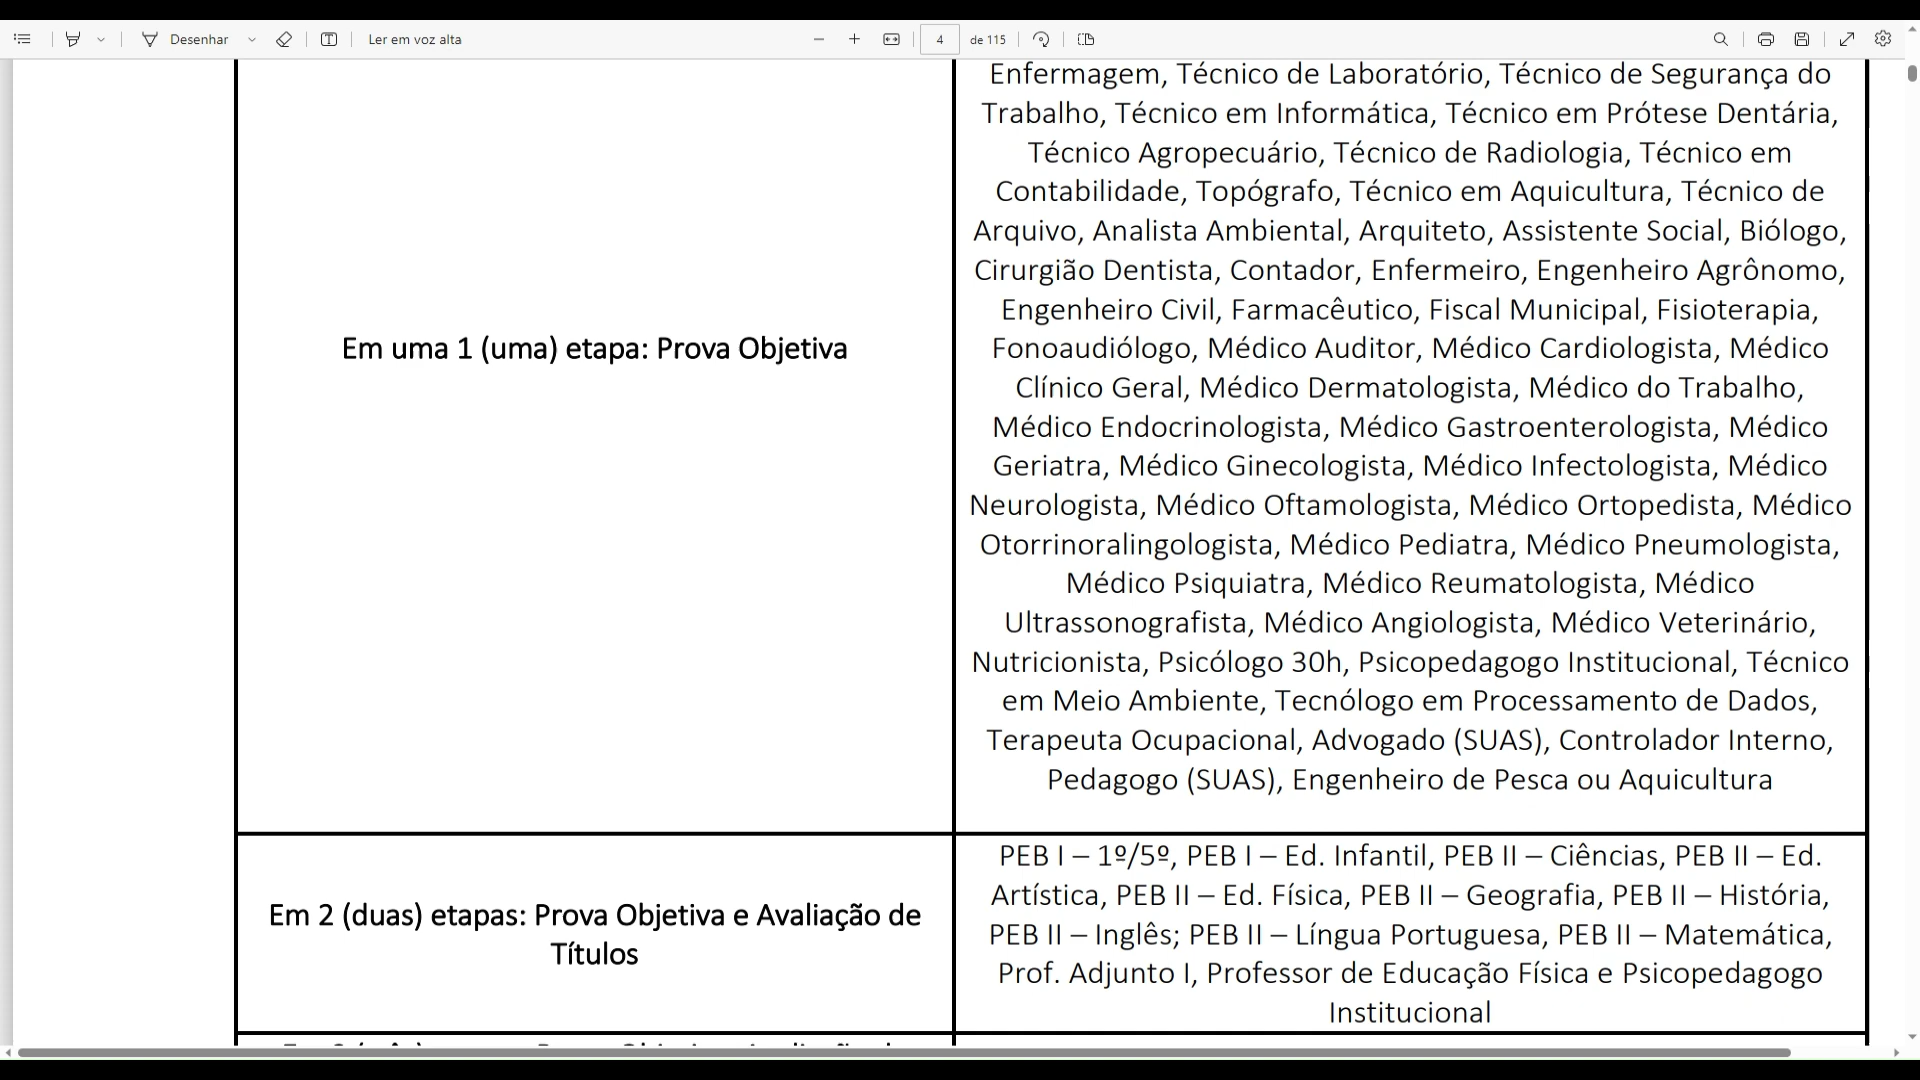 Desenhar
Ler em voz alta
4 de 115
Enfermagem, Técnico de Laboratório, Técnico de Segurança do
Trabalho, Técnico em Informática, Técnico em Prótese Dentária,
Técnico Agropecuário, Técnico de Radiologia, Técnico em
Contabilidade, Topógrafo, Técnico em Aquicultura, Técnico de
Arquivo, Analista Ambiental, Arquiteto, Assistente Social, Biólogo,
Cirurgião Dentista, Contador, Enfermeiro, Engenheiro Agrônomo,
Engenheiro Civil, Farmacêutico, Fiscal Municipal, Fisioterapia,
Em uma 1 (uma) etapa: Prova Objetiva
Fonoaudiólogo, Médico Auditor, Médico Cardiologista, Médico
Clínico Geral, Médico Dermatologista, Médico do Trabalho,
Médico Endocrinologista, Médico Gastroenterologista, Médico
Geriatra, Médico Ginecologista, Médico Infectologista, Médico
Neurologista, Médico Oftamologista, Médico Ortopedista, Médico
Otorrinoralingologista, Médico Pediatra, Médico Pneumologista,
Médico Psiquiatra, Médico Reumatologista, Médico
Ultrassonografista, Médico Angiologista, Médico Veterinário,
Nutricionista, Psicólogo 30h, Psicopedagogo Institucional, Técnico
em Meio Ambiente, Tecnólogo em Processamento de Dados,
Terapeuta Ocupacional, Advogado (SUAS), Controlador Interno,
Pedagogo (SUAS), Engenheiro de Pesca ou Aquicultura
Em 2 (duas) etapas: Prova Objetiva e Avaliação de
Títulos
PEB I – 1º/5º, PEB I – Ed. Infantil, PEB II – Ciências, PEB II – Ed.
Artística, PEB II – Ed. Física, PEB II – Geografia, PEB II – História,
PEB II – Inglês; PEB II – Língua Portuguesa, PEB II – Matemática,
Prof. Adjunto I, Professor de Educação Física e Psicopedagogo
Institucional